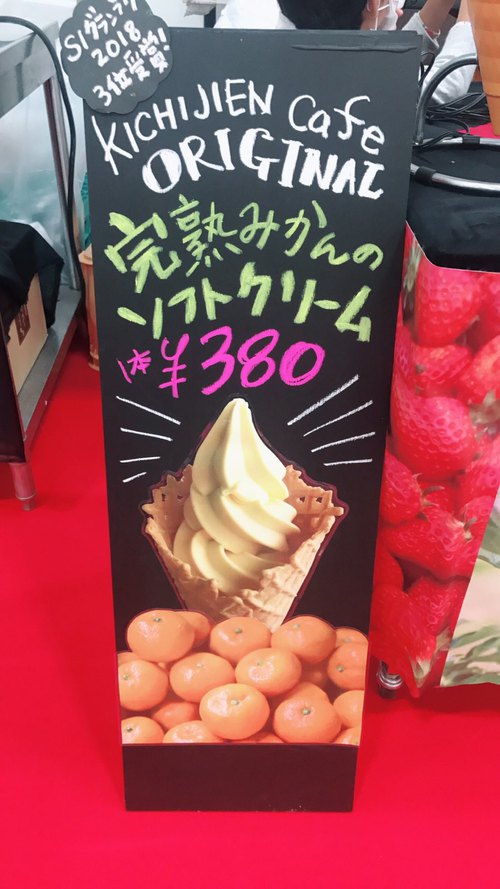 S1グランプリ
2018
3位受賞!
KICHIJIEN Cafe
ORIGINAL
完熟みかんの
ソフトクリーム
1本 ¥380